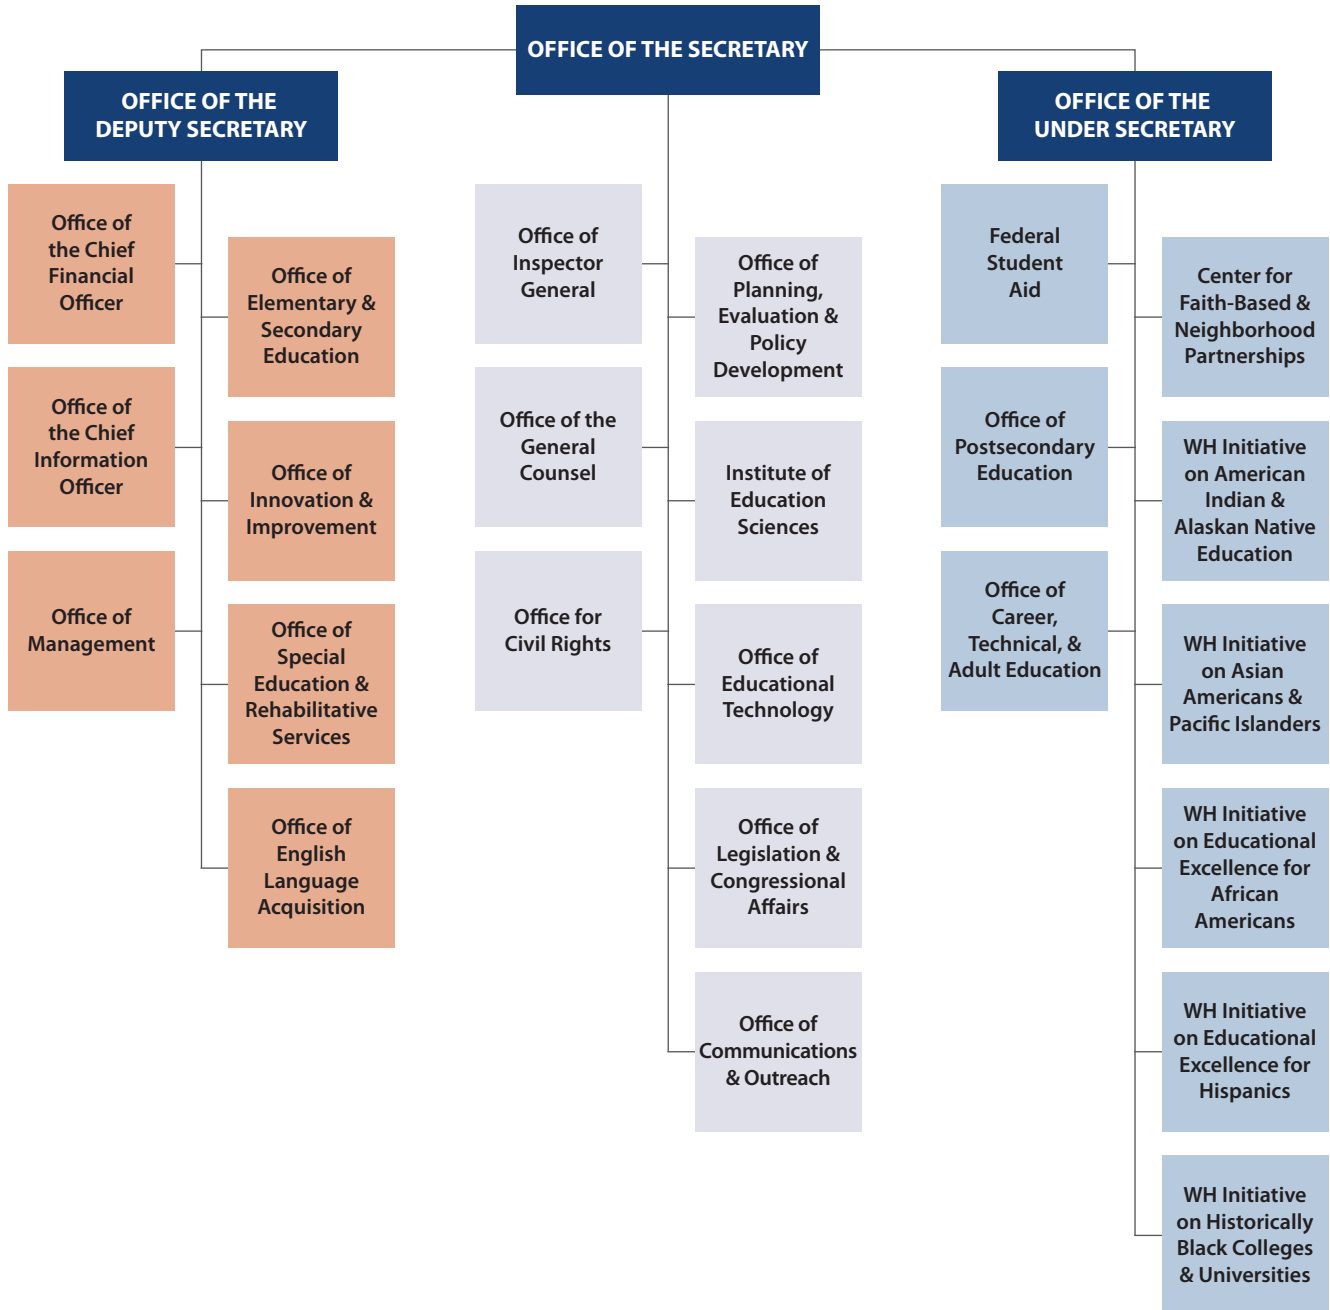 OFFICE OF THE SECRETARY
OFFICE OF THE
DEPUTY SECRETARY
Office of
the Chief
Financial
Officer
Office of
Elementary &
Secondary
Education
Office of
the Chief
Information
Officer
Office of
Innovation &
Improvement
Office of
Management
Office of
Special
Education &
Rehabilitative
Services
Office of
English
Language
Acquisition
Office of
Inspector
General
Office of
Planning,
Evaluation &
Policy
Development
Office of the
General
Counsel
Institute of
Education
Sciences
Office for
Civil Rights
Office of
Educational
Technology
Office of
Legislation &
Congressional
Affairs
Office of
Communications
& Outreach
OFFICE OF THE
UNDER SECRETARY
Federal
Student
Aid
Center for
Faith-Based &
Neighborhood
Partnerships
Office of
Postsecondary
Education
WH Initiative
on American
Indian &
Alaskan Native
Education
Office of
Career,
Technical, &
Adult Education
WH Initiative
on Asian
Americans &
Pacific Islanders
WH Initiative
on Educational
Excellence for
African
Americans
WH Initiative
on Educational
Excellence for
Hispanics
WH Initiative
on Historically
Black Colleges
& Universities